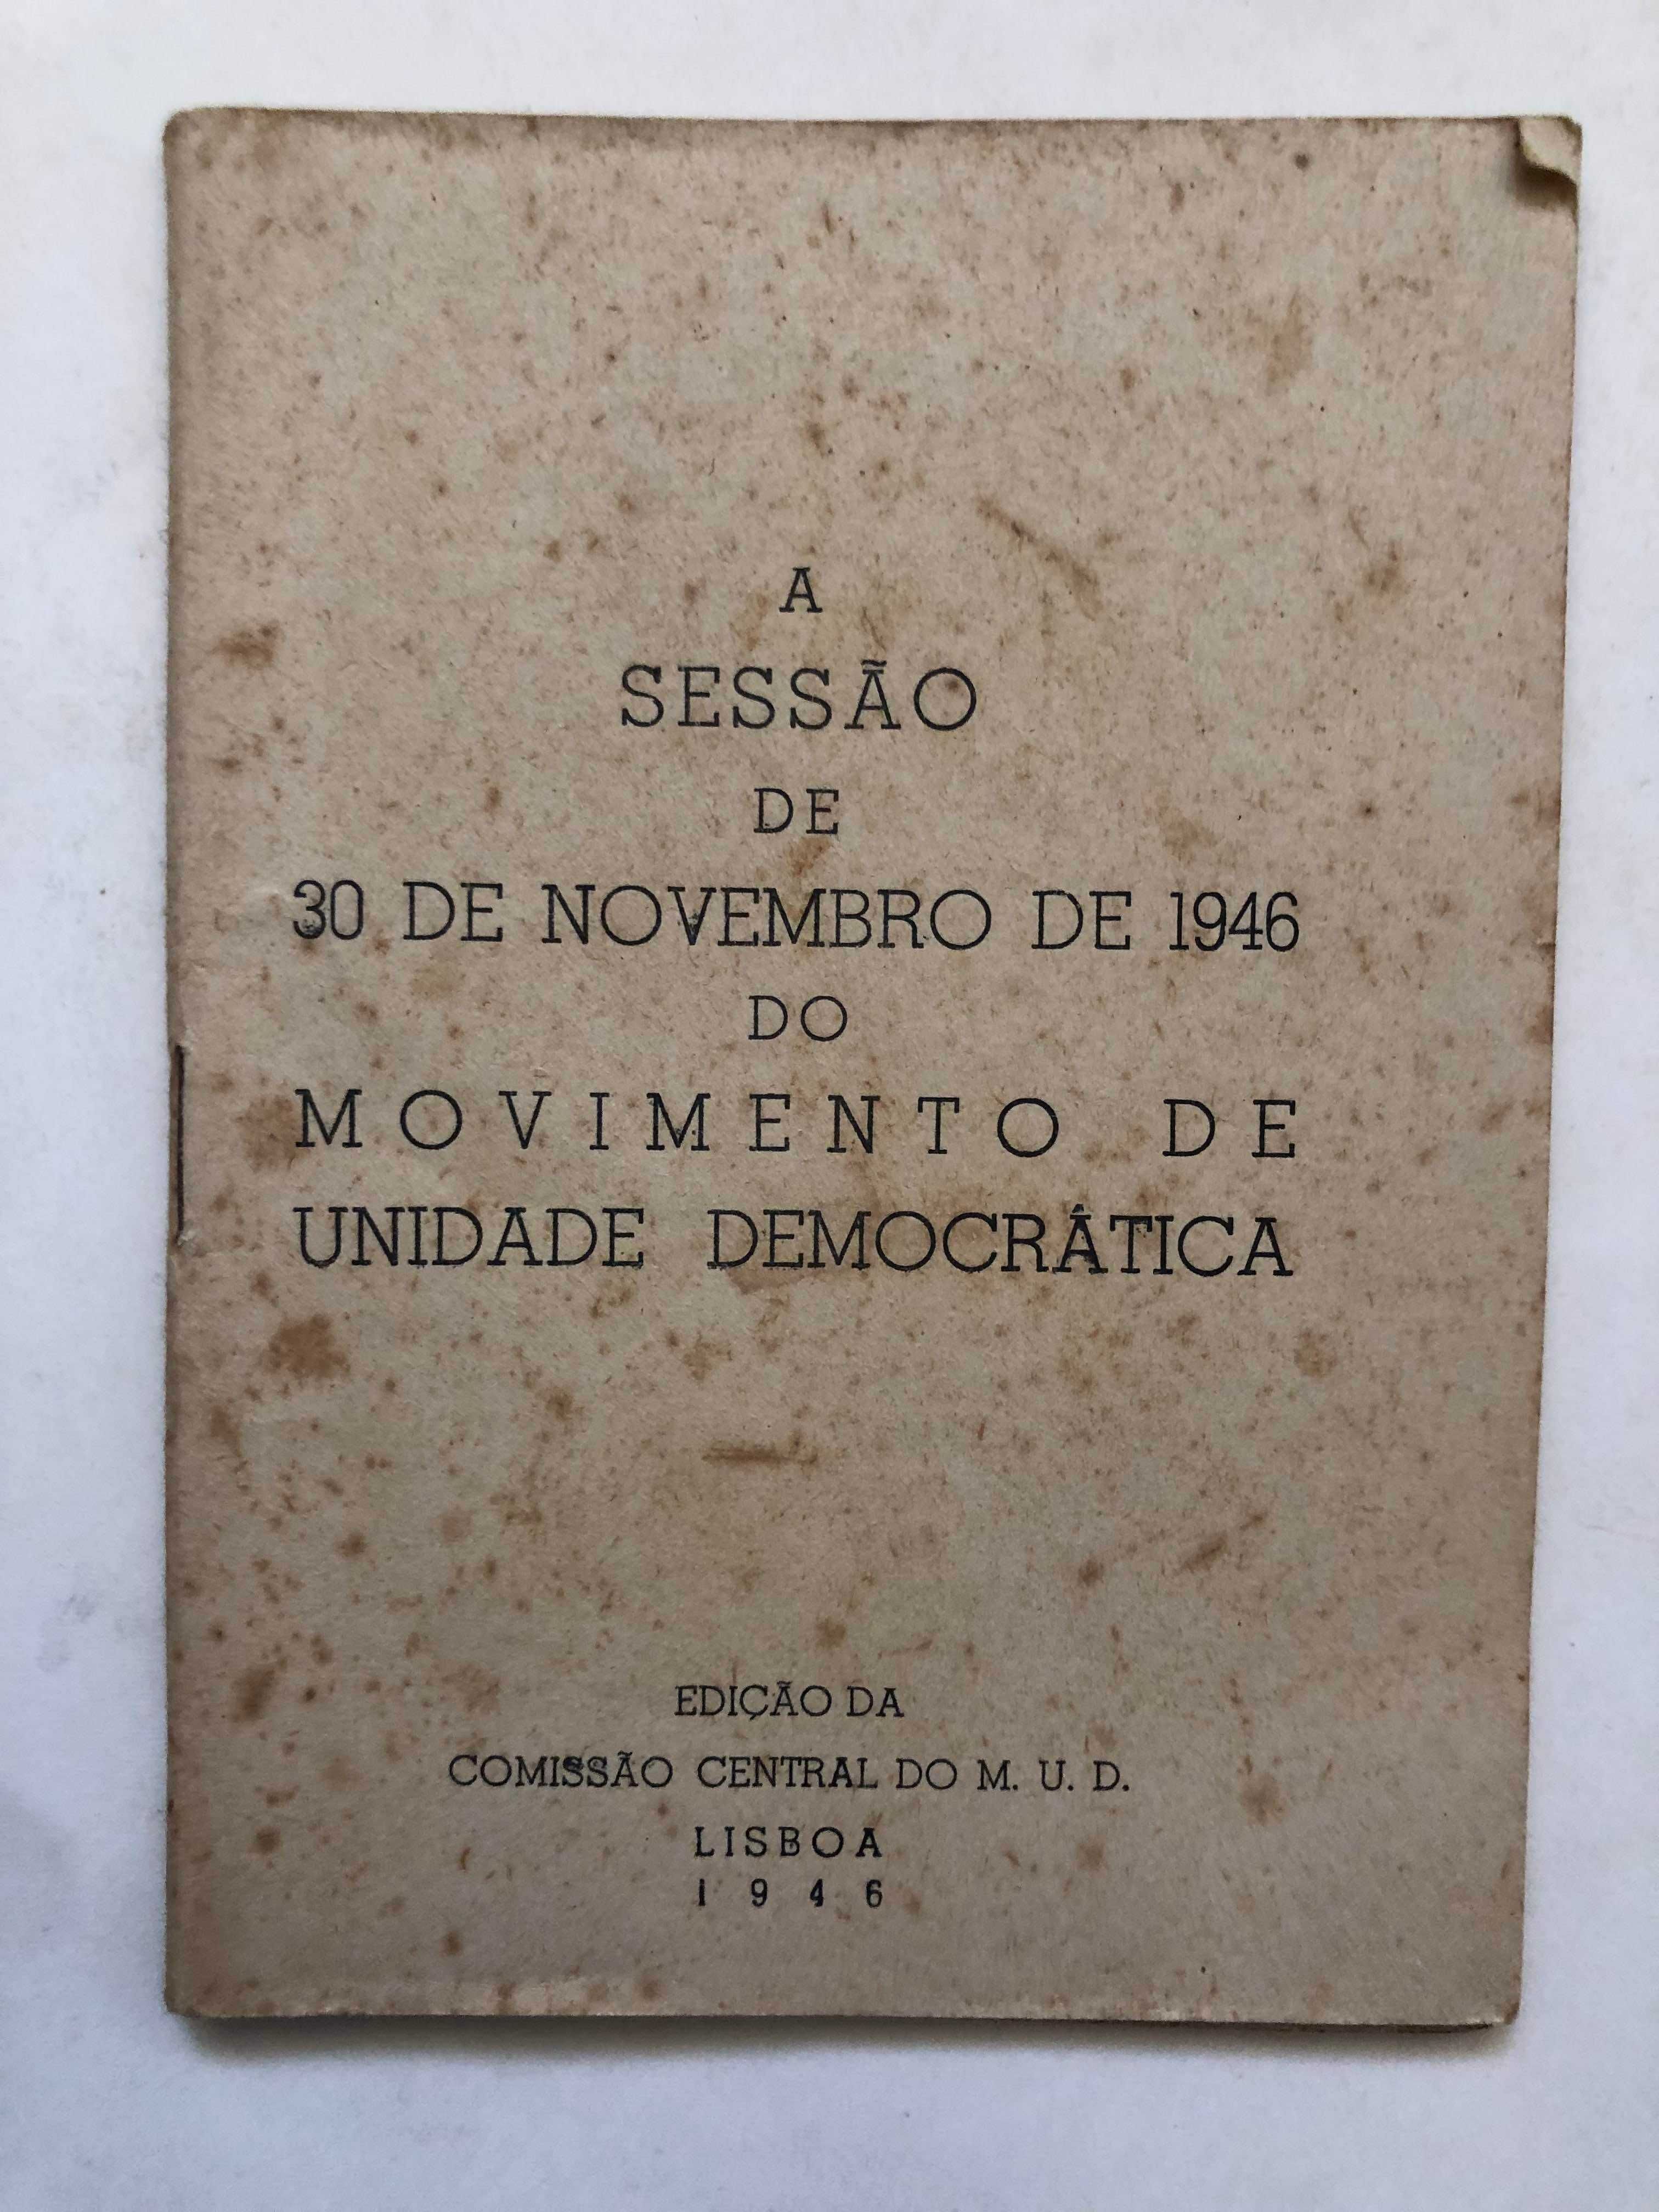 A
SESSÃO
DE
30 DE NOVEMBRO DE 1946
DO
MOVIMENTO DE
UNIDADE DEMOCRÁTICA
EDIÇÃO DA
COMISSÃO CENTRAL DO M. U. D.
LISBOA
1946